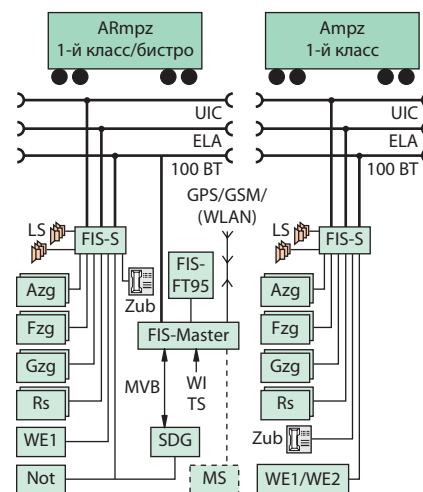 ARmpz
1-й класс/бистро
Ampz
1-й класс
UIC
ELA
100 BT
UIC
ELA
100 BT
GPS/GSM/
(WLAN)
LS
FIS-S
LS
FIS-S
FIS-
FT95
Azg
Zub
Azg
Fzg
FIS-Master
Fzg
Gzg
MVB
WI
TS
Gzg
Rs
Rs
WE1
SDG
Zub
Not
MS
WE1/WE2